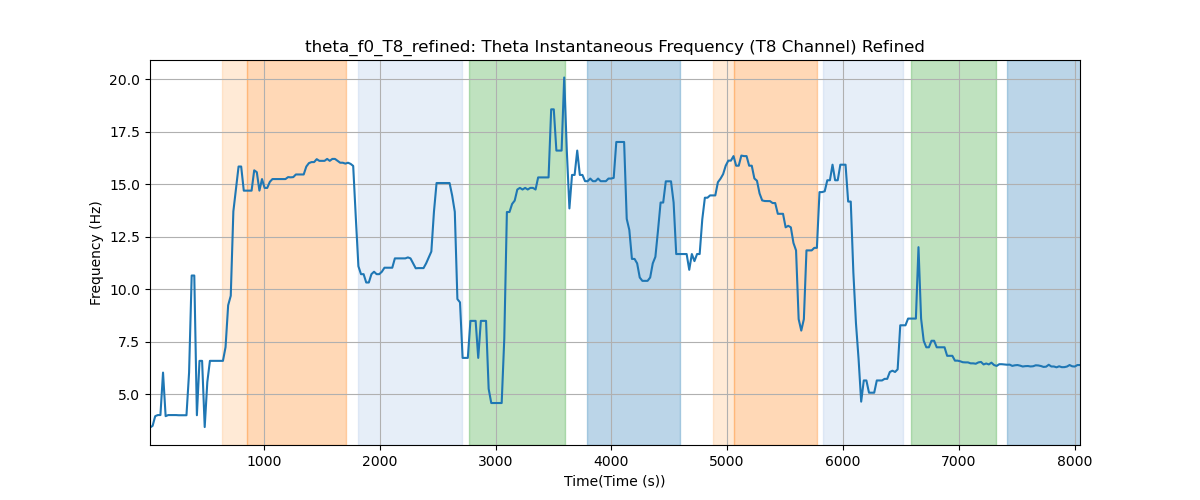 theta_f0_T8_refined: Theta Instantaneous Frequency (T8 Channel) Refined
20.0
17.5
15.0
12.5
10.0
7.5
5.0
Frequency (Hz)
1000 2000 3000 4000 5000 6000 7000 8000
Time(Time (s))